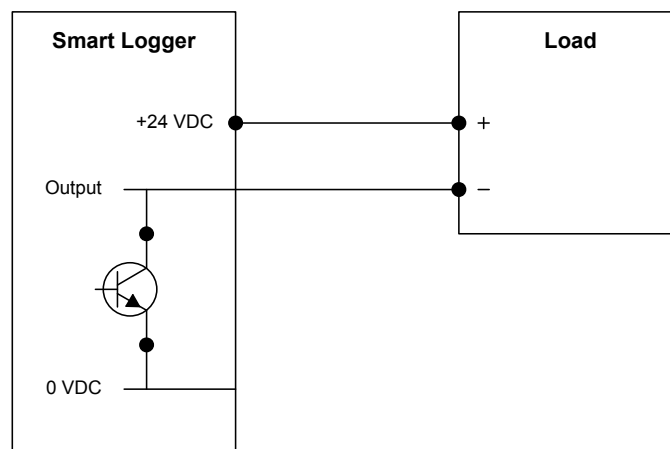 Smart Logger
Load
+24 VDC
+
Output
−
0 VDC